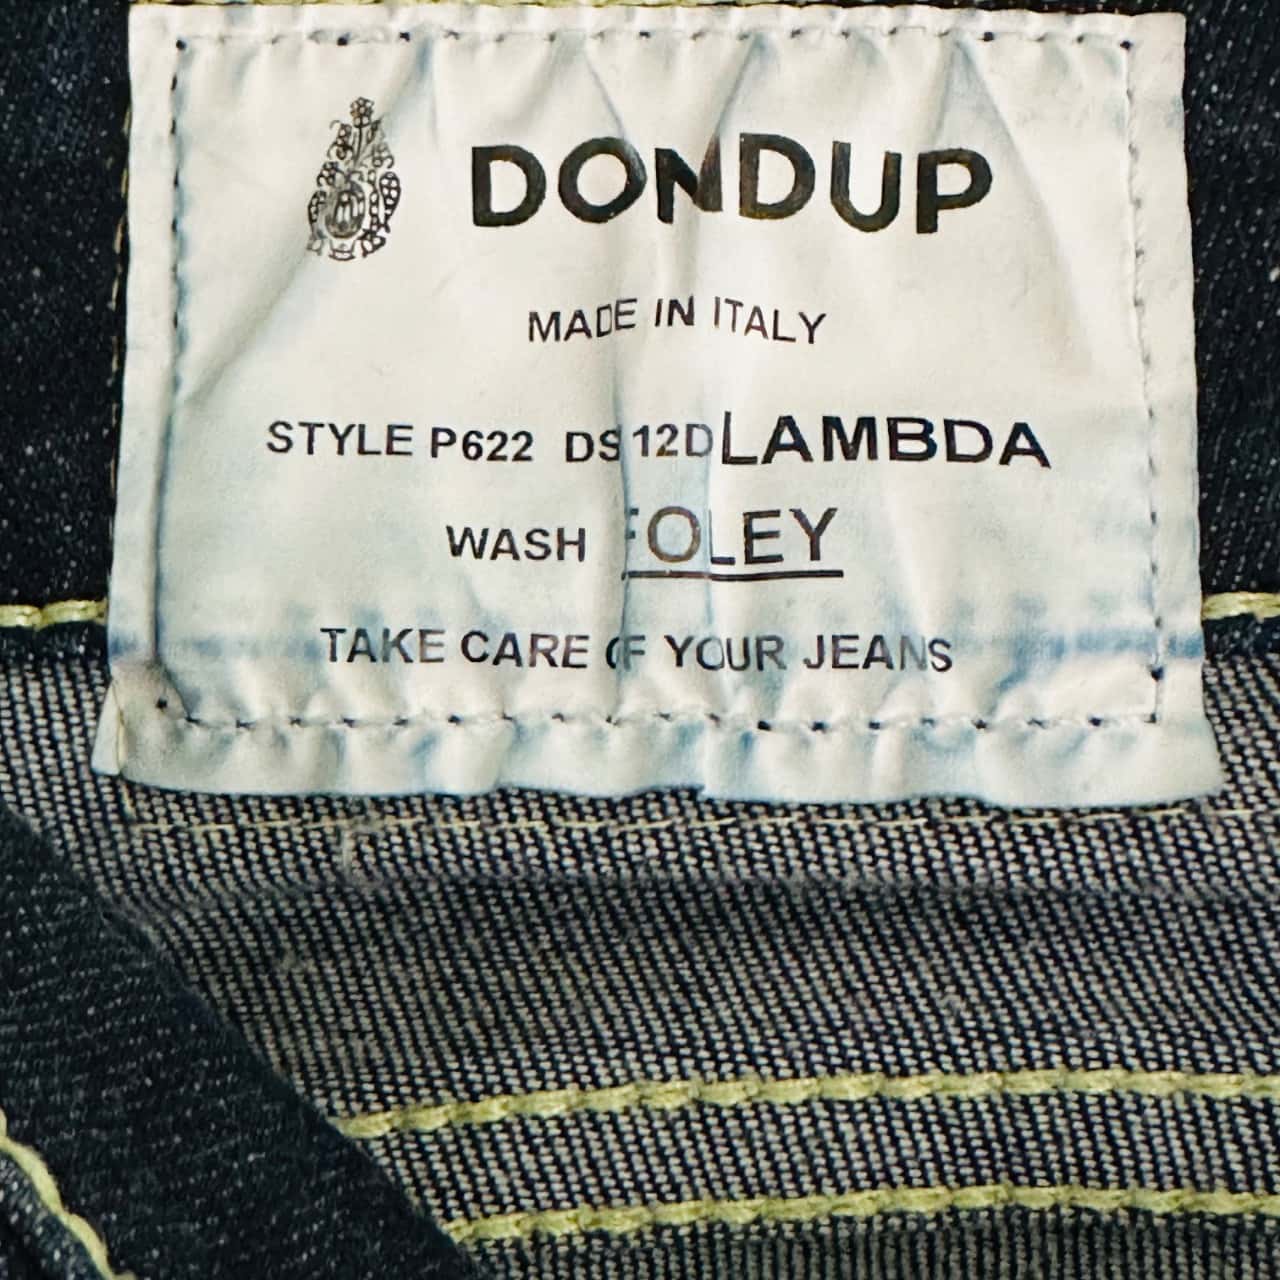 DONDUP
MADE IN ITALY
STYLE P622 DS 12D LAMBDA
WASH FOLEY
TAKE CARE OF YOUR JEANS